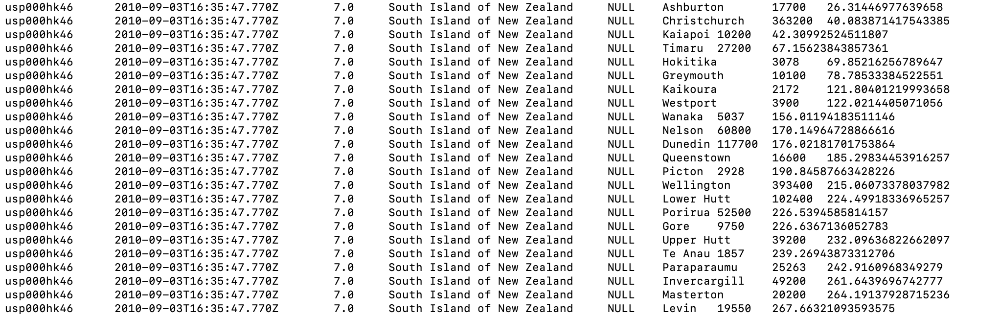 usp000hk46 2010-09-03T16:35:47.770Z 7.0 South Island of New Zealand NULL Ashburton 17700 26.31446977639658
usp000hk46 2010-09-03T16:35:47.770Z 7.0 South Island of New Zealand NULL Christchurch 363200 40.083871417543385
usp000hk46 2010-09-03T16:35:47.770Z 7.0 South Island of New Zealand NULL Kaiapoi 10200 42.30992524511807
usp000hk46 2010-09-03T16:35:47.770Z 7.0 South Island of New Zealand NULL Timaru 27200 67.15623843857361
usp000hk46 2010-09-03T16:35:47.770Z 7.0 South Island of New Zealand NULL Hokitika 3078 69.85216256789647
usp000hk46 2010-09-03T16:35:47.770Z 7.0 South Island of New Zealand NULL Greymouth 10100 78.78533384522551
usp000hk46 2010-09-03T16:35:47.770Z 7.0 South Island of New Zealand NULL Kaikoura 2172 121.80401219993658
usp000hk46 2010-09-03T16:35:47.770Z 7.0 South Island of New Zealand NULL Westport 3900 122.0214405071056
usp000hk46 2010-09-03T16:35:47.770Z 7.0 South Island of New Zealand NULL Wanaka 5037 156.01194183511146
usp000hk46 2010-09-03T16:35:47.770Z 7.0 South Island of New Zealand NULL Nelson 60800 170.14964728866616
usp000hk46 2010-09-03T16:35:47.770Z 7.0 South Island of New Zealand NULL Dunedin 117700 176.02181701753864
usp000hk46 2010-09-03T16:35:47.770Z 7.0 South Island of New Zealand NULL Queenstown 16600 185.29834453916257
usp000hk46 2010-09-03T16:35:47.770Z 7.0 South Island of New Zealand NULL Picton 2928 190.84587663428226
usp000hk46 2010-09-03T16:35:47.770Z 7.0 South Island of New Zealand NULL Wellington 393400 215.06073378037982
usp000hk46 2010-09-03T16:35:47.770Z 7.0 South Island of New Zealand NULL Lower Hutt 102400 224.49918336965257
usp000hk46 2010-09-03T16:35:47.770Z 7.0 South Island of New Zealand NULL Porirua 52500 226.5394585814157
usp000hk46 2010-09-03T16:35:47.770Z 7.0 South Island of New Zealand NULL Gore 9750 226.6367136052783
usp000hk46 2010-09-03T16:35:47.770Z 7.0 South Island of New Zealand NULL Upper Hutt 39200 232.09636822662097
usp000hk46 2010-09-03T16:35:47.770Z 7.0 South Island of New Zealand NULL Te Anau 1857 239.26943873312706
usp000hk46 2010-09-03T16:35:47.770Z 7.0 South Island of New Zealand NULL Paraparaumu 25263 242.9160968349279
usp000hk46 2010-09-03T16:35:47.770Z 7.0 South Island of New Zealand NULL Invercargill 49200 261.6439696742777
usp000hk46 2010-09-03T16:35:47.770Z 7.0 South Island of New Zealand NULL Masterton 20200 264.19137928715236
usp000hk46 2010-09-03T16:35:47.770Z 7.0 South Island of New Zealand NULL Levin 19550 267.66321093593575